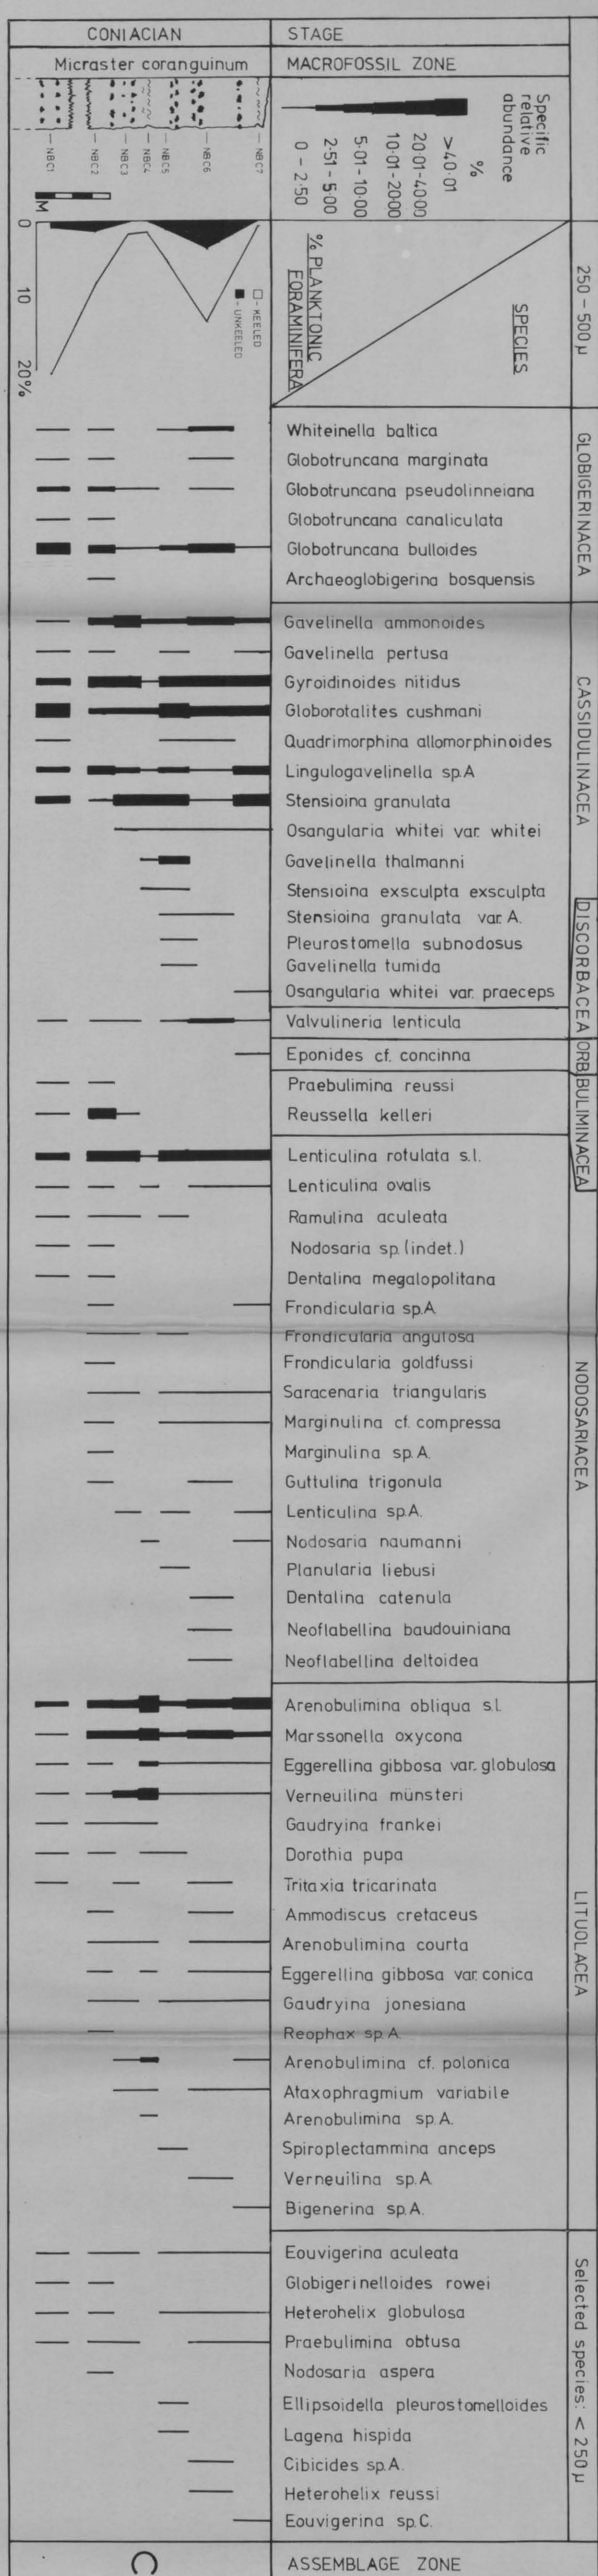 CONIACIAN
STAGE
Micraster coranguinum
MACROFOSSIL ZONE
Specific
relative
abundance
%
>40·01
20·01-40·00
10·01-20·00
5·01-10·00
2·51-5·00
0-2·50
NBC1
NBC2
NBC3
NBC4
NBC5
NBC6
NBC7
M
0
10
20%
□ - KEELED
■ - UNKEELED
% PLANKTONIC
FORAMINIFERA
SPECIES
250-500µ
GLOBIGERINACEA
Whiteinella baltica
Globotruncana marginata
Globotruncana pseudolinneiana
Globotruncana canaliculata
Globotruncana bulloides
Archaeoglobigerina bosquensis
CASSIDULINACEA
Gavelinella ammonoides
Gavelinella pertusa
Gyroidinoides nitidus
Globorotalites cushmani
Quadrimorphina allomorphinoides
Lingulogavelinella sp.A
Stensioina granulata
Osangularia whitei var. whitei
Gavelinella thalmanni
Stensioina exsculpta exsculpta
Stensioina granulata var. A.
Pleurostomella subnodosus
Gavelinella tumida
Osangularia whitei var. praeceps
DISCORBACEA
Valvulineria lenticula
ORB.
Eponides cf. concinna
BULIMINACEA
Praebulimina reussi
Reussella kelleri
NODOSARIACEA
Lenticulina rotulata s.l.
Lenticulina ovalis
Ramulina aculeata
Nodosaria sp.(indet.)
Dentalina megalopolitana
Frondicularia sp.A
Frondicularia angulosa
Frondicularia goldfussi
Saracenaria triangularis
Marginulina cf. compressa
Marginulina sp.A.
Guttulina trigonula
Lenticulina sp.A.
Nodosaria naumanni
Planularia liebusi
Dentalina catenula
Neoflabellina baudouiniana
Neoflabellina deltoidea
LITUOLACEA
Arenobulimina obliqua s.l.
Marssonella oxycona
Eggerellina gibbosa var. globulosa
Verneuilina münsteri
Gaudryina frankei
Dorothia pupa
Tritaxia tricarinata
Ammodiscus cretaceus
Arenobulimina courta
Eggerellina gibbosa var. conica
Gaudryina jonesiana
Reophax sp.A.
Arenobulimina cf. polonica
Ataxophragmium variabile
Arenobulimina sp.A.
Spiroplectammina anceps
Verneuilina sp.A.
Bigenerina sp.A.
Selected species: < 250µ
Eouvigerina aculeata
Globigerinelloides rowei
Heterohelix globulosa
Praebulimina obtusa
Nodosaria aspera
Ellipsoidella pleurostomelloides
Lagena hispida
Cibicides sp.A.
Heterohelix reussi
Eouvigerina sp.C.
C
ASSEMBLAGE ZONE